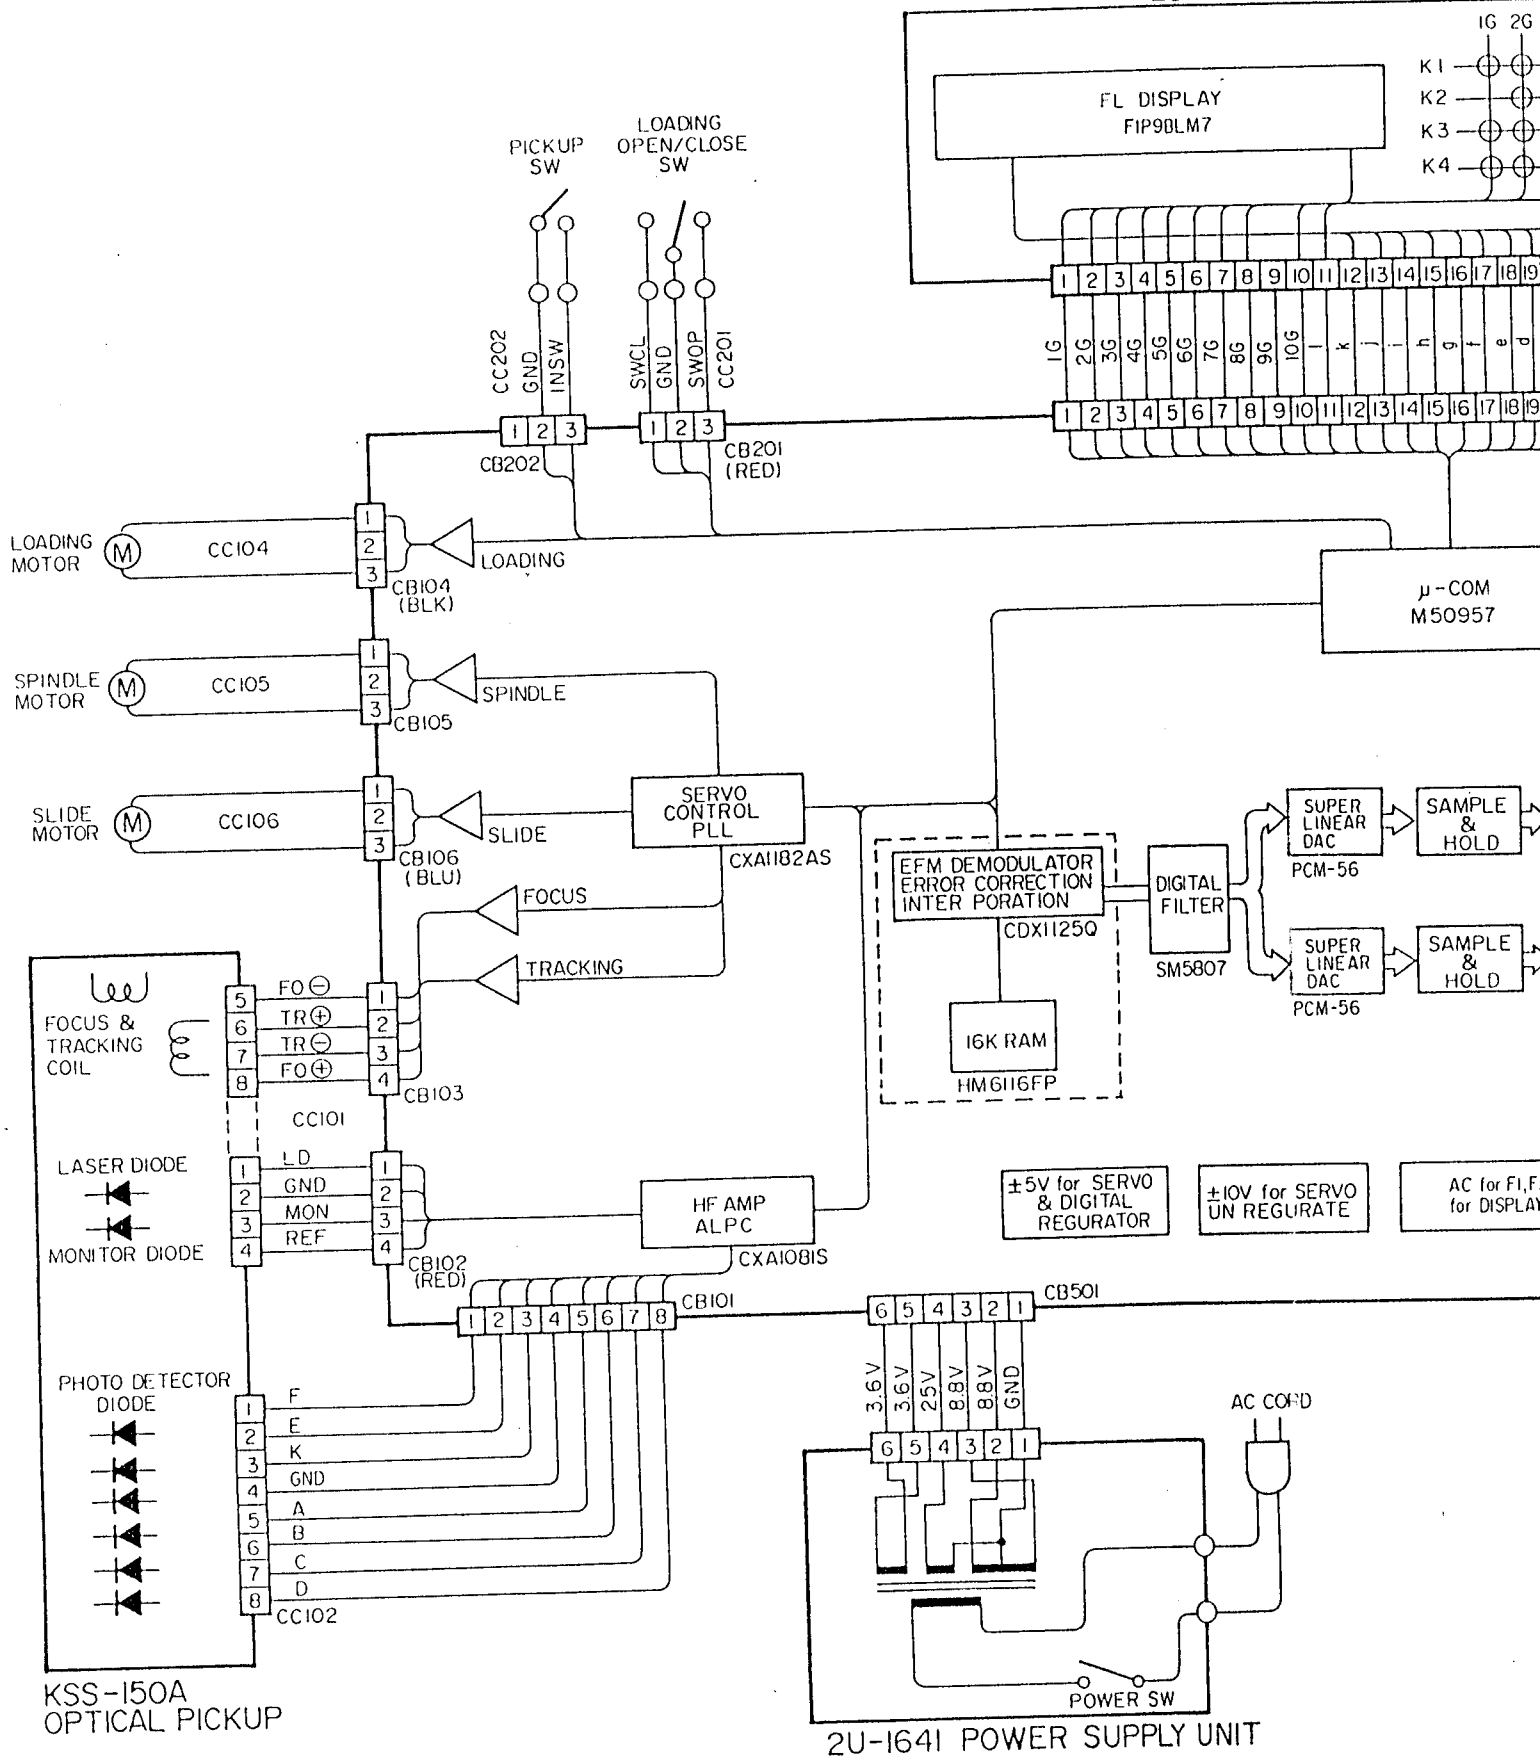 1G 2G
K1
K2
K3
K4
FL DISPLAY
FIP9BLM7
PICKUP
SW
LOADING
OPEN/CLOSE
SW
1 2 3 4 5 6 7 8 9 10 11 12 13 14 15 16 17 18 19
CC202
GND
INSW
SWCL
GND
SWOP
CC201
1G
2G
3G
4G
5G
6G
7G
8G
9G
10G
l
k
j
i
h
g
f
e
d
1 2 3 4 5 6 7 8 9 10 11 12 13 14 15 16 17 18 19
1 2 3
CB202
1 2 3
CB201
(RED)
LOADING
MOTOR
M
CC104
1
2
3
CB104
(BLK)
LOADING
μ-COM
M50957
SPINDLE
MOTOR
M
CC105
1
2
3
CB105
SPINDLE
SLIDE
MOTOR
M
CC106
1
2
3
CB106
(BLU)
SLIDE
SERVO
CONTROL
PLL
CXA1182AS
FOCUS
TRACKING
EFM DEMODULATOR
ERROR CORRECTION
INTER PORATION
CDX1125Q
16K RAM
HM6116FP
DIGITAL
FILTER
SM5807
SUPER
LINEAR
DAC
PCM-56
SAMPLE
&
HOLD
SUPER
LINEAR
DAC
PCM-56
SAMPLE
&
HOLD
FOCUS &
TRACKING
COIL
5
6
7
8
FO⊖
TR⊕
TR⊖
FO⊕
1
2
3
4
CB103
CC101
LASER DIODE
MONITOR DIODE
1
2
3
4
LD
GND
MON
REF
1
2
3
4
CB102
(RED)
HF AMP
ALPC
CXA1081S
±5V for SERVO
& DIGITAL
REGURATOR
±10V for SERVO
UN REGURATE
AC for F1,F
for DISPLAY
1 2 3 4 5 6 7 8
CB101
6 5 4 3 2 1
CB501
3.6V
3.6V
25V
8.8V
8.8V
GND
6 5 4 3 2 1
AC CORD
PHOTO DETECTOR
DIODE
1
2
3
4
5
6
7
8
F
E
K
GND
A
B
C
D
CC102
POWER SW
KSS-150A
OPTICAL PICKUP
2U-1641 POWER SUPPLY UNIT